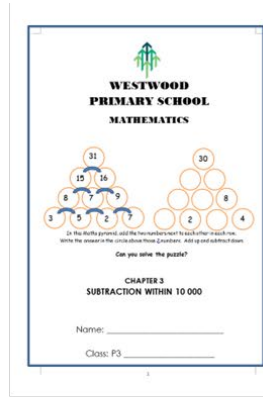 WESTWOOD
PRIMARY SCHOOL
MATHEMATICS
31
30
15 16
8 7 9
8
3 5 2 7
2 4
In this Maths pyramid, add the two numbers next to each other in each row.
Write the answer in the circle above those 2 numbers. Add up and subtract down.
Can you solve the puzzle?
CHAPTER 3
SUBTRACTION WITHIN 10 000
Name: ____________________
Class: P3 ____________________